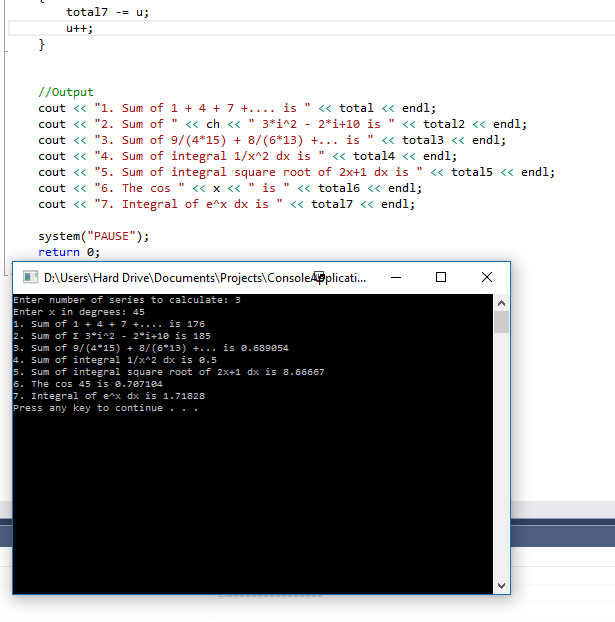 total7 -= u;
u++;
}
//Output
cout << "1. Sum of 1 + 4 + 7 +.... is " << total << endl;
cout << "2. Sum of " << ch << " 3*i^2 - 2*i+10 is " << total2 << endl;
cout << "3. Sum of 9/(4*15) + 8/(6*13) +... is " << total3 << endl;
cout << "4. Sum of integral 1/x^2 dx is " << total4 << endl;
cout << "5. Sum of integral square root of 2x+1 dx is " << total5 << endl;
cout << "6. The cos " << x << " is " << total6 << endl;
cout << "7. Integral of e^x dx is " << total7 << endl;
system("PAUSE");
return 0;
D:\Users\Hard Drive\Documents\Projects\ConsoleApplicati...
Enter number of series to calculate: 3
Enter x in degrees: 45
1. Sum of 1 + 4 + 7 +.... is 176
2. Sum of Σ 3*i^2 - 2*i+10 is 185
3. Sum of 9/(4*15) + 8/(6*13) +... is 0.689054
4. Sum of integral 1/x^2 dx is 0.5
5. Sum of integral square root of 2x+1 dx is 8.66667
6. The cos 45 is 0.707104
7. Integral of e^x dx is 1.71828
Press any key to continue . . .